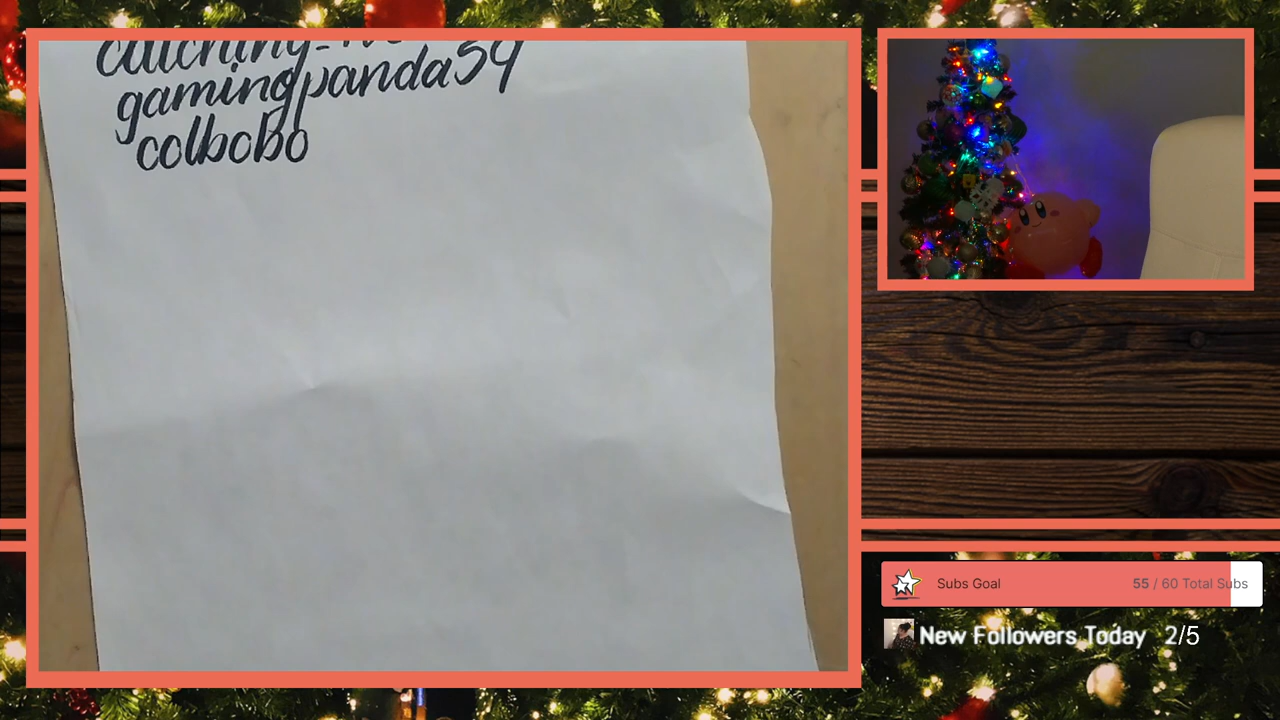 gamingpanda59
colbobo
Subs Goal
55 / 60 Total Subs
New Followers Today 2/5